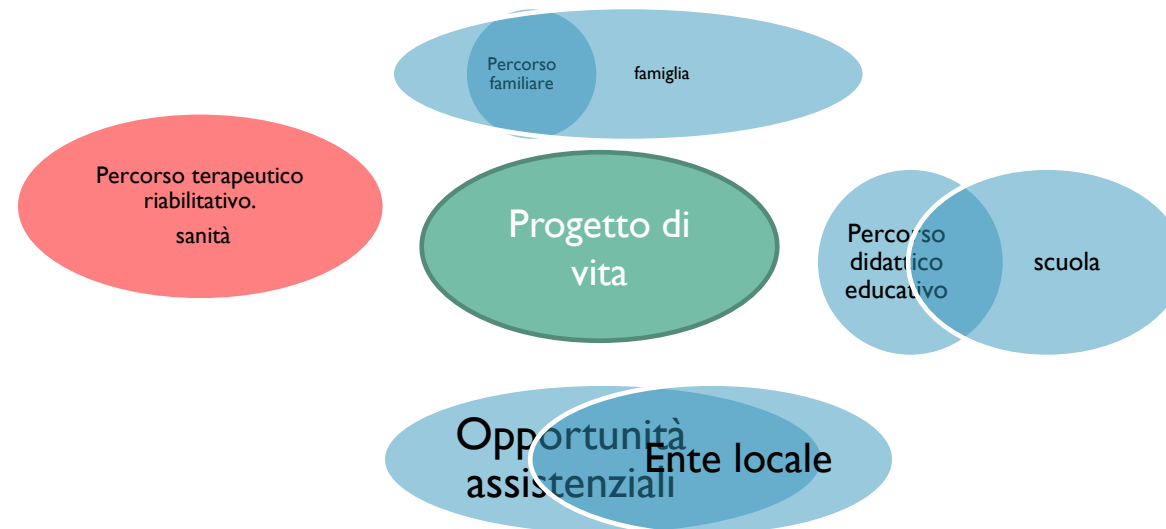 Percorso
familiare
famiglia
Percorso terapeutico
riabilitativo.
sanità
Progetto di
vita
Percorso
didattico
educativo
scuola
Opportunità
assistenziali
Ente locale